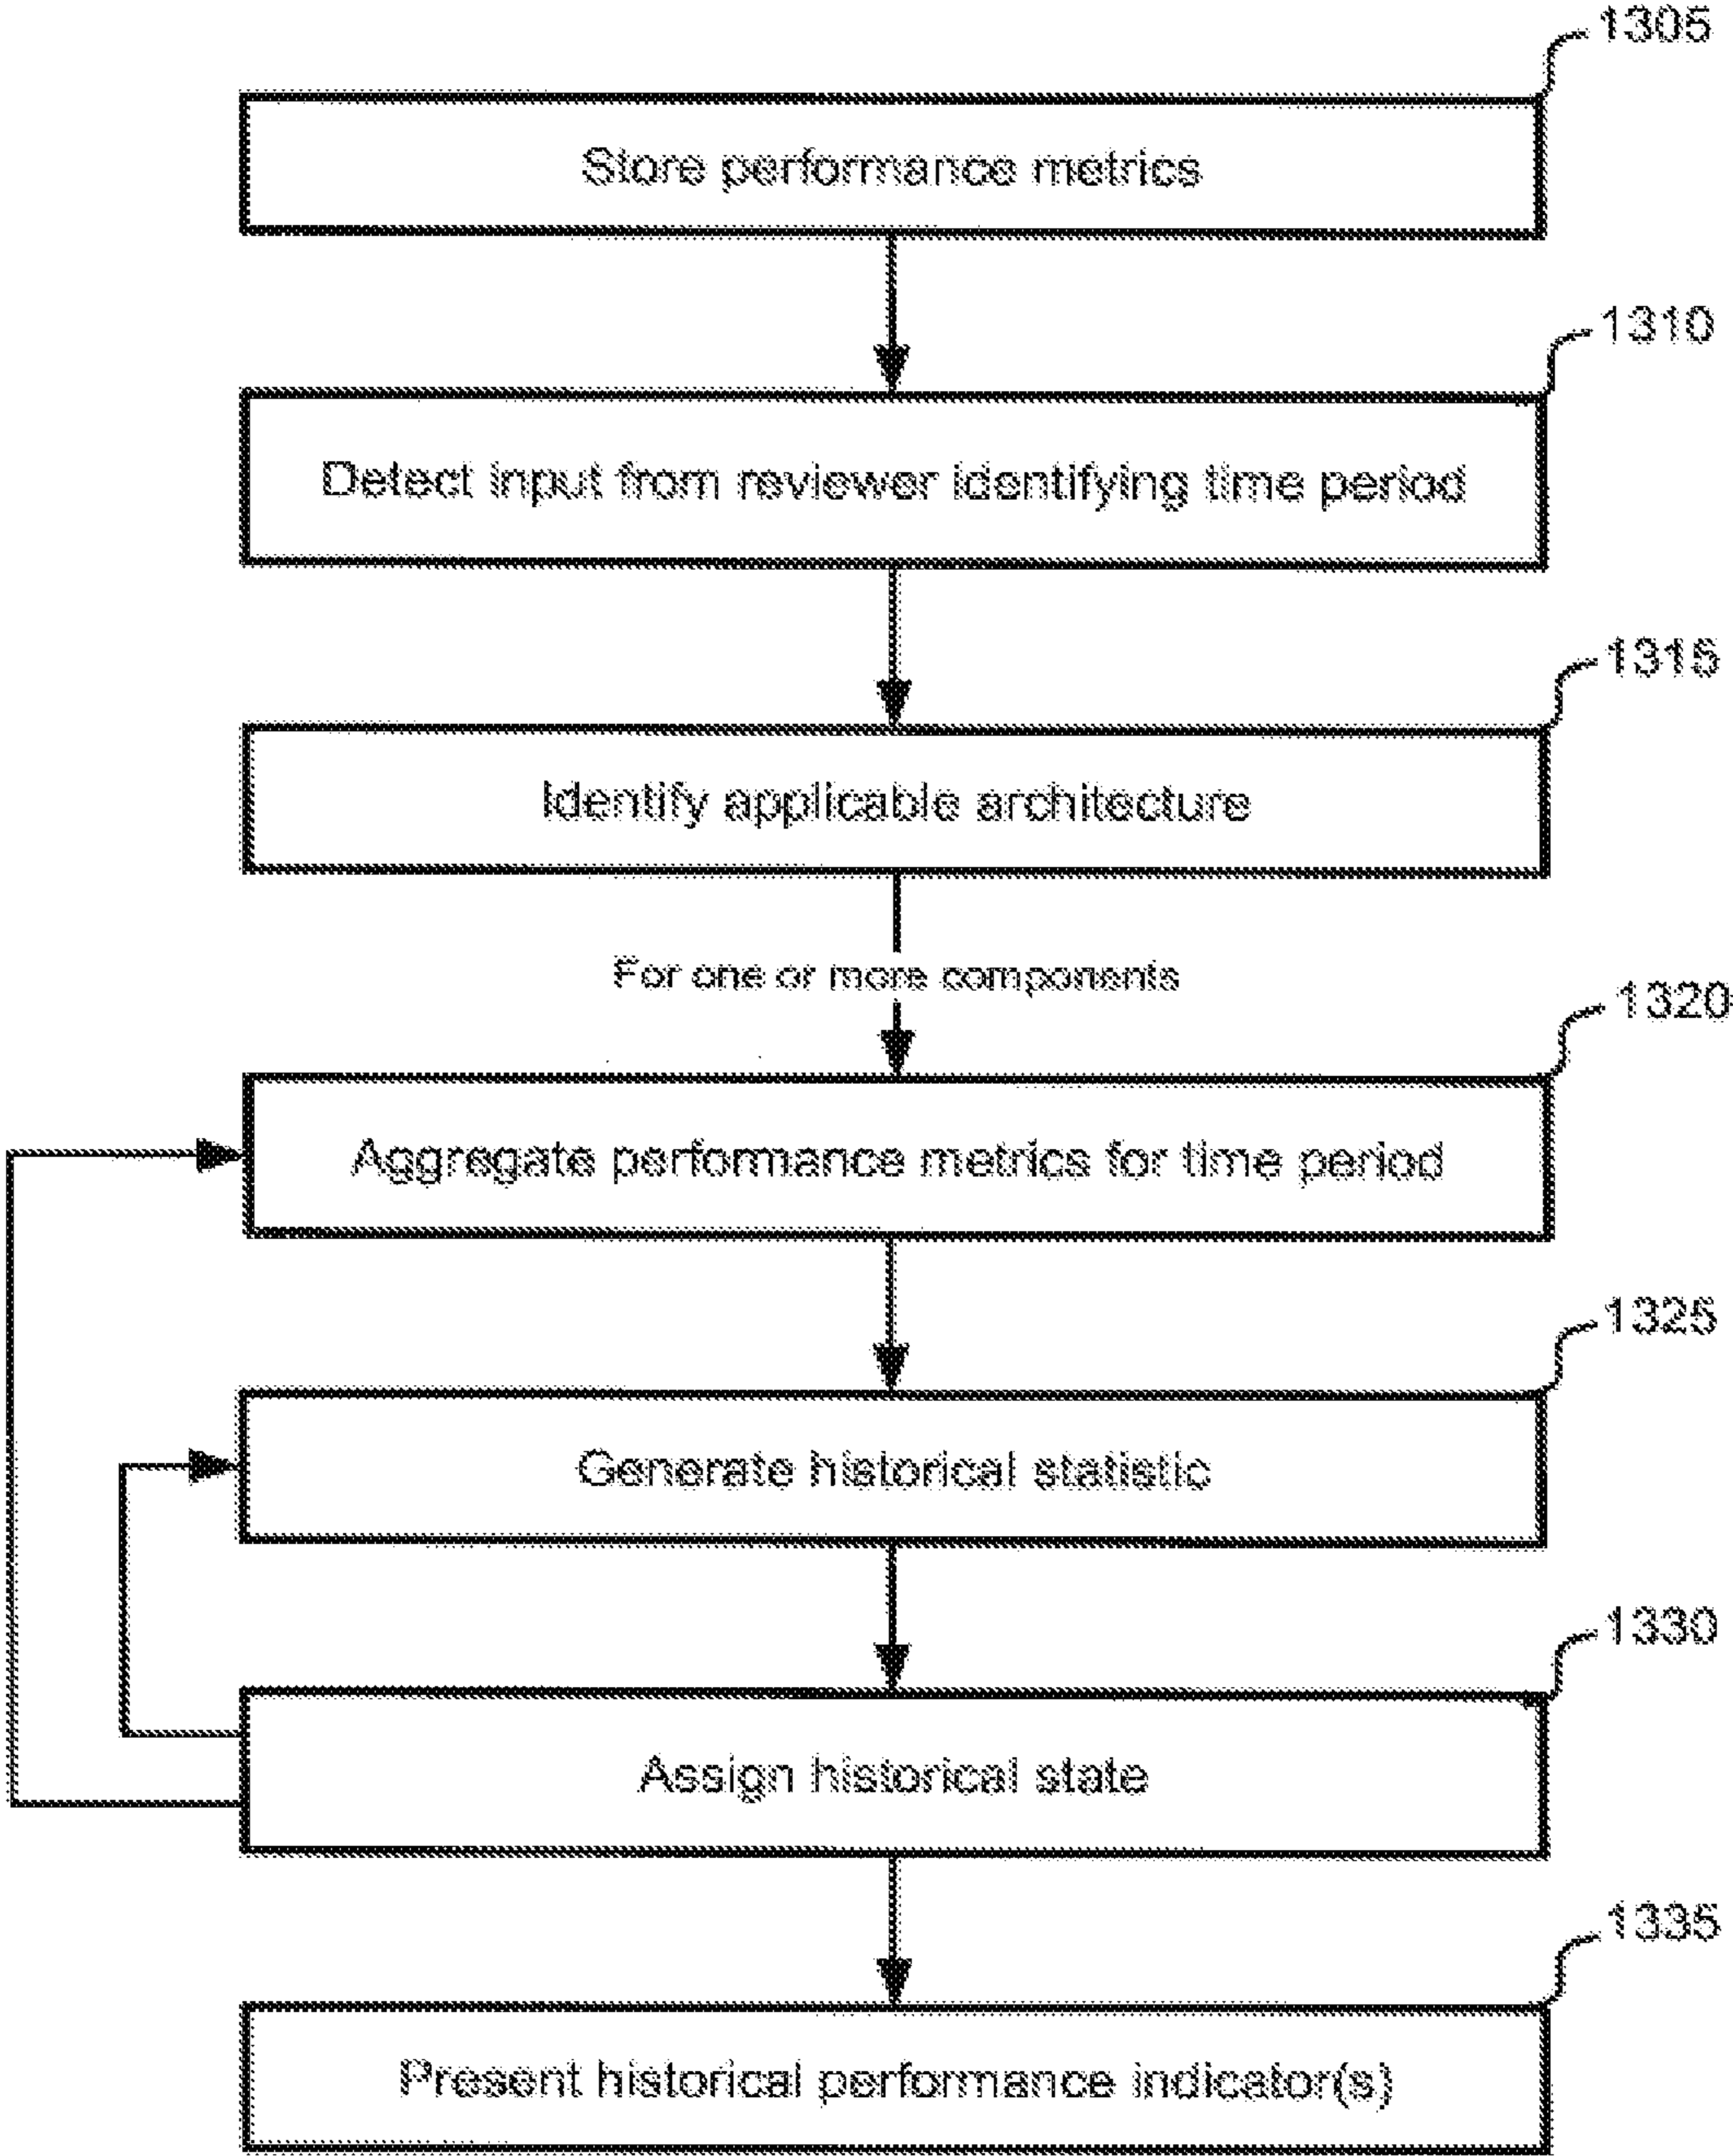 1305
Store performance metrics
1310
Detect input from reviewer identifying time period
1315
Identify applicable architecture
For one or more components
1320
Aggregate performance metrics for time period
1325
Generate historical statistic
1330
Assign historical state
1335
Present historical performance indicator(s)